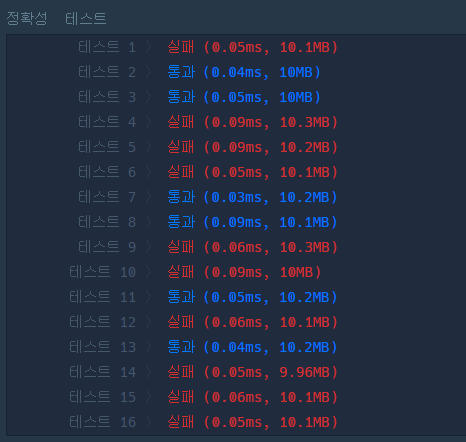 정확성  테스트
테스트 1 〉 실패 (0.05ms, 10.1MB)
테스트 2 〉 통과 (0.04ms, 10MB)
테스트 3 〉 통과 (0.05ms, 10MB)
테스트 4 〉 실패 (0.09ms, 10.3MB)
테스트 5 〉 실패 (0.09ms, 10.2MB)
테스트 6 〉 실패 (0.05ms, 10.1MB)
테스트 7 〉 통과 (0.03ms, 10.2MB)
테스트 8 〉 통과 (0.09ms, 10.1MB)
테스트 9 〉 실패 (0.06ms, 10.3MB)
테스트 10 〉 실패 (0.09ms, 10MB)
테스트 11 〉 통과 (0.05ms, 10.2MB)
테스트 12 〉 실패 (0.06ms, 10.1MB)
테스트 13 〉 통과 (0.04ms, 10.2MB)
테스트 14 〉 실패 (0.05ms, 9.96MB)
테스트 15 〉 실패 (0.06ms, 10.1MB)
테스트 16 〉 실패 (0.05ms, 10.1MB)